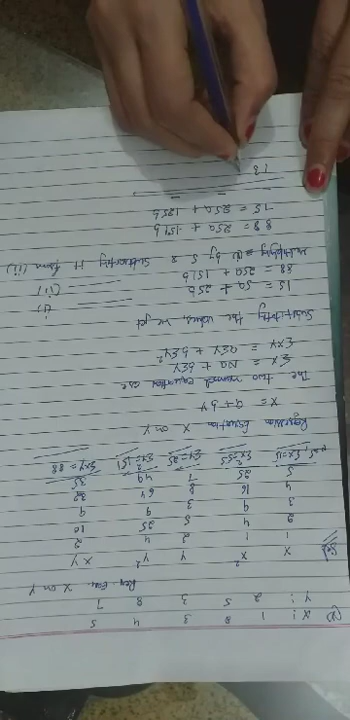 (2) X: 1 2 3 4 5
Y: 2 5 3 8 7
Reg. Equ. X on Y
Sol
X X² Y Y² XY
1 1 2 4 2
2 4 5 25 10
3 9 3 9 9
4 16 8 64 32
5 25 7 49 35
ΣX=15 ΣX²=55 ΣY=25 ΣY²=151 ΣXY=88
Regression Equation X on Y
X = a + by
The two normal equation are
ΣX = Na + bΣY
ΣXY = aΣY + bΣY²
Substituting the values, we get
15 = 5a + 25b — (i)
88 = 25a + 151b — (ii)
Multiplying (i) by 5 & Substracting it from (ii)
88 = 25a + 151b
75 = 25a + 125b
13